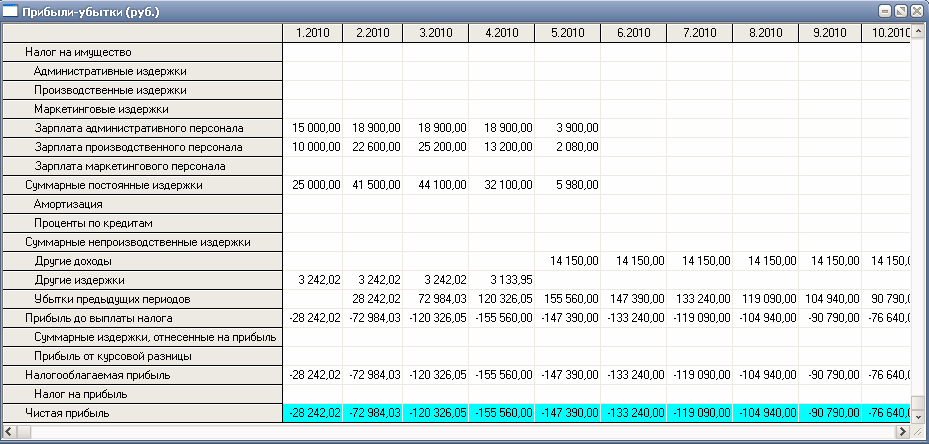 Прибыли-убытки (руб.)
1.2010 2.2010 3.2010 4.2010 5.2010 6.2010 7.2010 8.2010 9.2010 10.2010
Налог на имущество
Административные издержки
Производственные издержки
Маркетинговые издержки
Зарплата административного персонала 15 000,00 18 900,00 18 900,00 18 900,00 3 900,00
Зарплата производственного персонала 10 000,00 22 600,00 25 200,00 13 200,00 2 080,00
Зарплата маркетингового персонала
Суммарные постоянные издержки 25 000,00 41 500,00 44 100,00 32 100,00 5 980,00
Амортизация
Проценты по кредитам
Суммарные непроизводственные издержки
Другие доходы 14 150,00 14 150,00 14 150,00 14 150,00 14 150,00 14 150,0
Другие издержки 3 242,02 3 242,02 3 242,02 3 133,95
Убытки предыдущих периодов 28 242,02 72 984,03 120 326,05 155 560,00 147 390,00 133 240,00 119 090,00 104 940,00 90 790,0
Прибыль до выплаты налога -28 242,02 -72 984,03 -120 326,05 -155 560,00 -147 390,00 -133 240,00 -119 090,00 -104 940,00 -90 790,00 -76 640,0
Суммарные издержки, отнесенные на прибыль
Прибыль от курсовой разницы
Налогооблагаемая прибыль -28 242,02 -72 984,03 -120 326,05 -155 560,00 -147 390,00 -133 240,00 -119 090,00 -104 940,00 -90 790,00 -76 640,0
Налог на прибыль
Чистая прибыль -28 242,02 -72 984,03 -120 326,05 -155 560,00 -147 390,00 -133 240,00 -119 090,00 -104 940,00 -90 790,00 -76 640,0